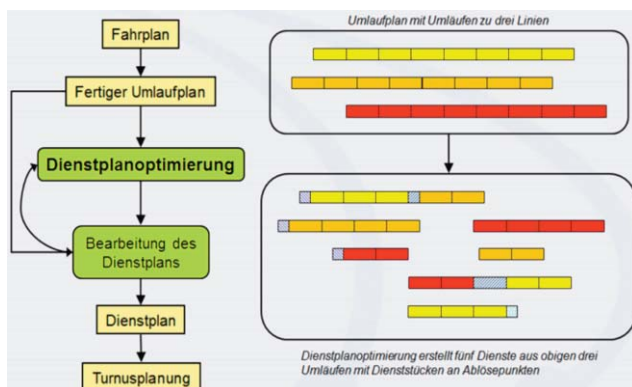 Fahrplan
Fertiger Umlaufplan
Dienstplanoptimierung
Bearbeitung des
Dienstplans
Dienstplan
Turnusplanung
Umlaufplan mit Umläufen zu drei Linien
Dienstplanoptimierung erstellt fünf Dienste aus obigen drei
Umläufen mit Dienststücken an Ablösepunkten